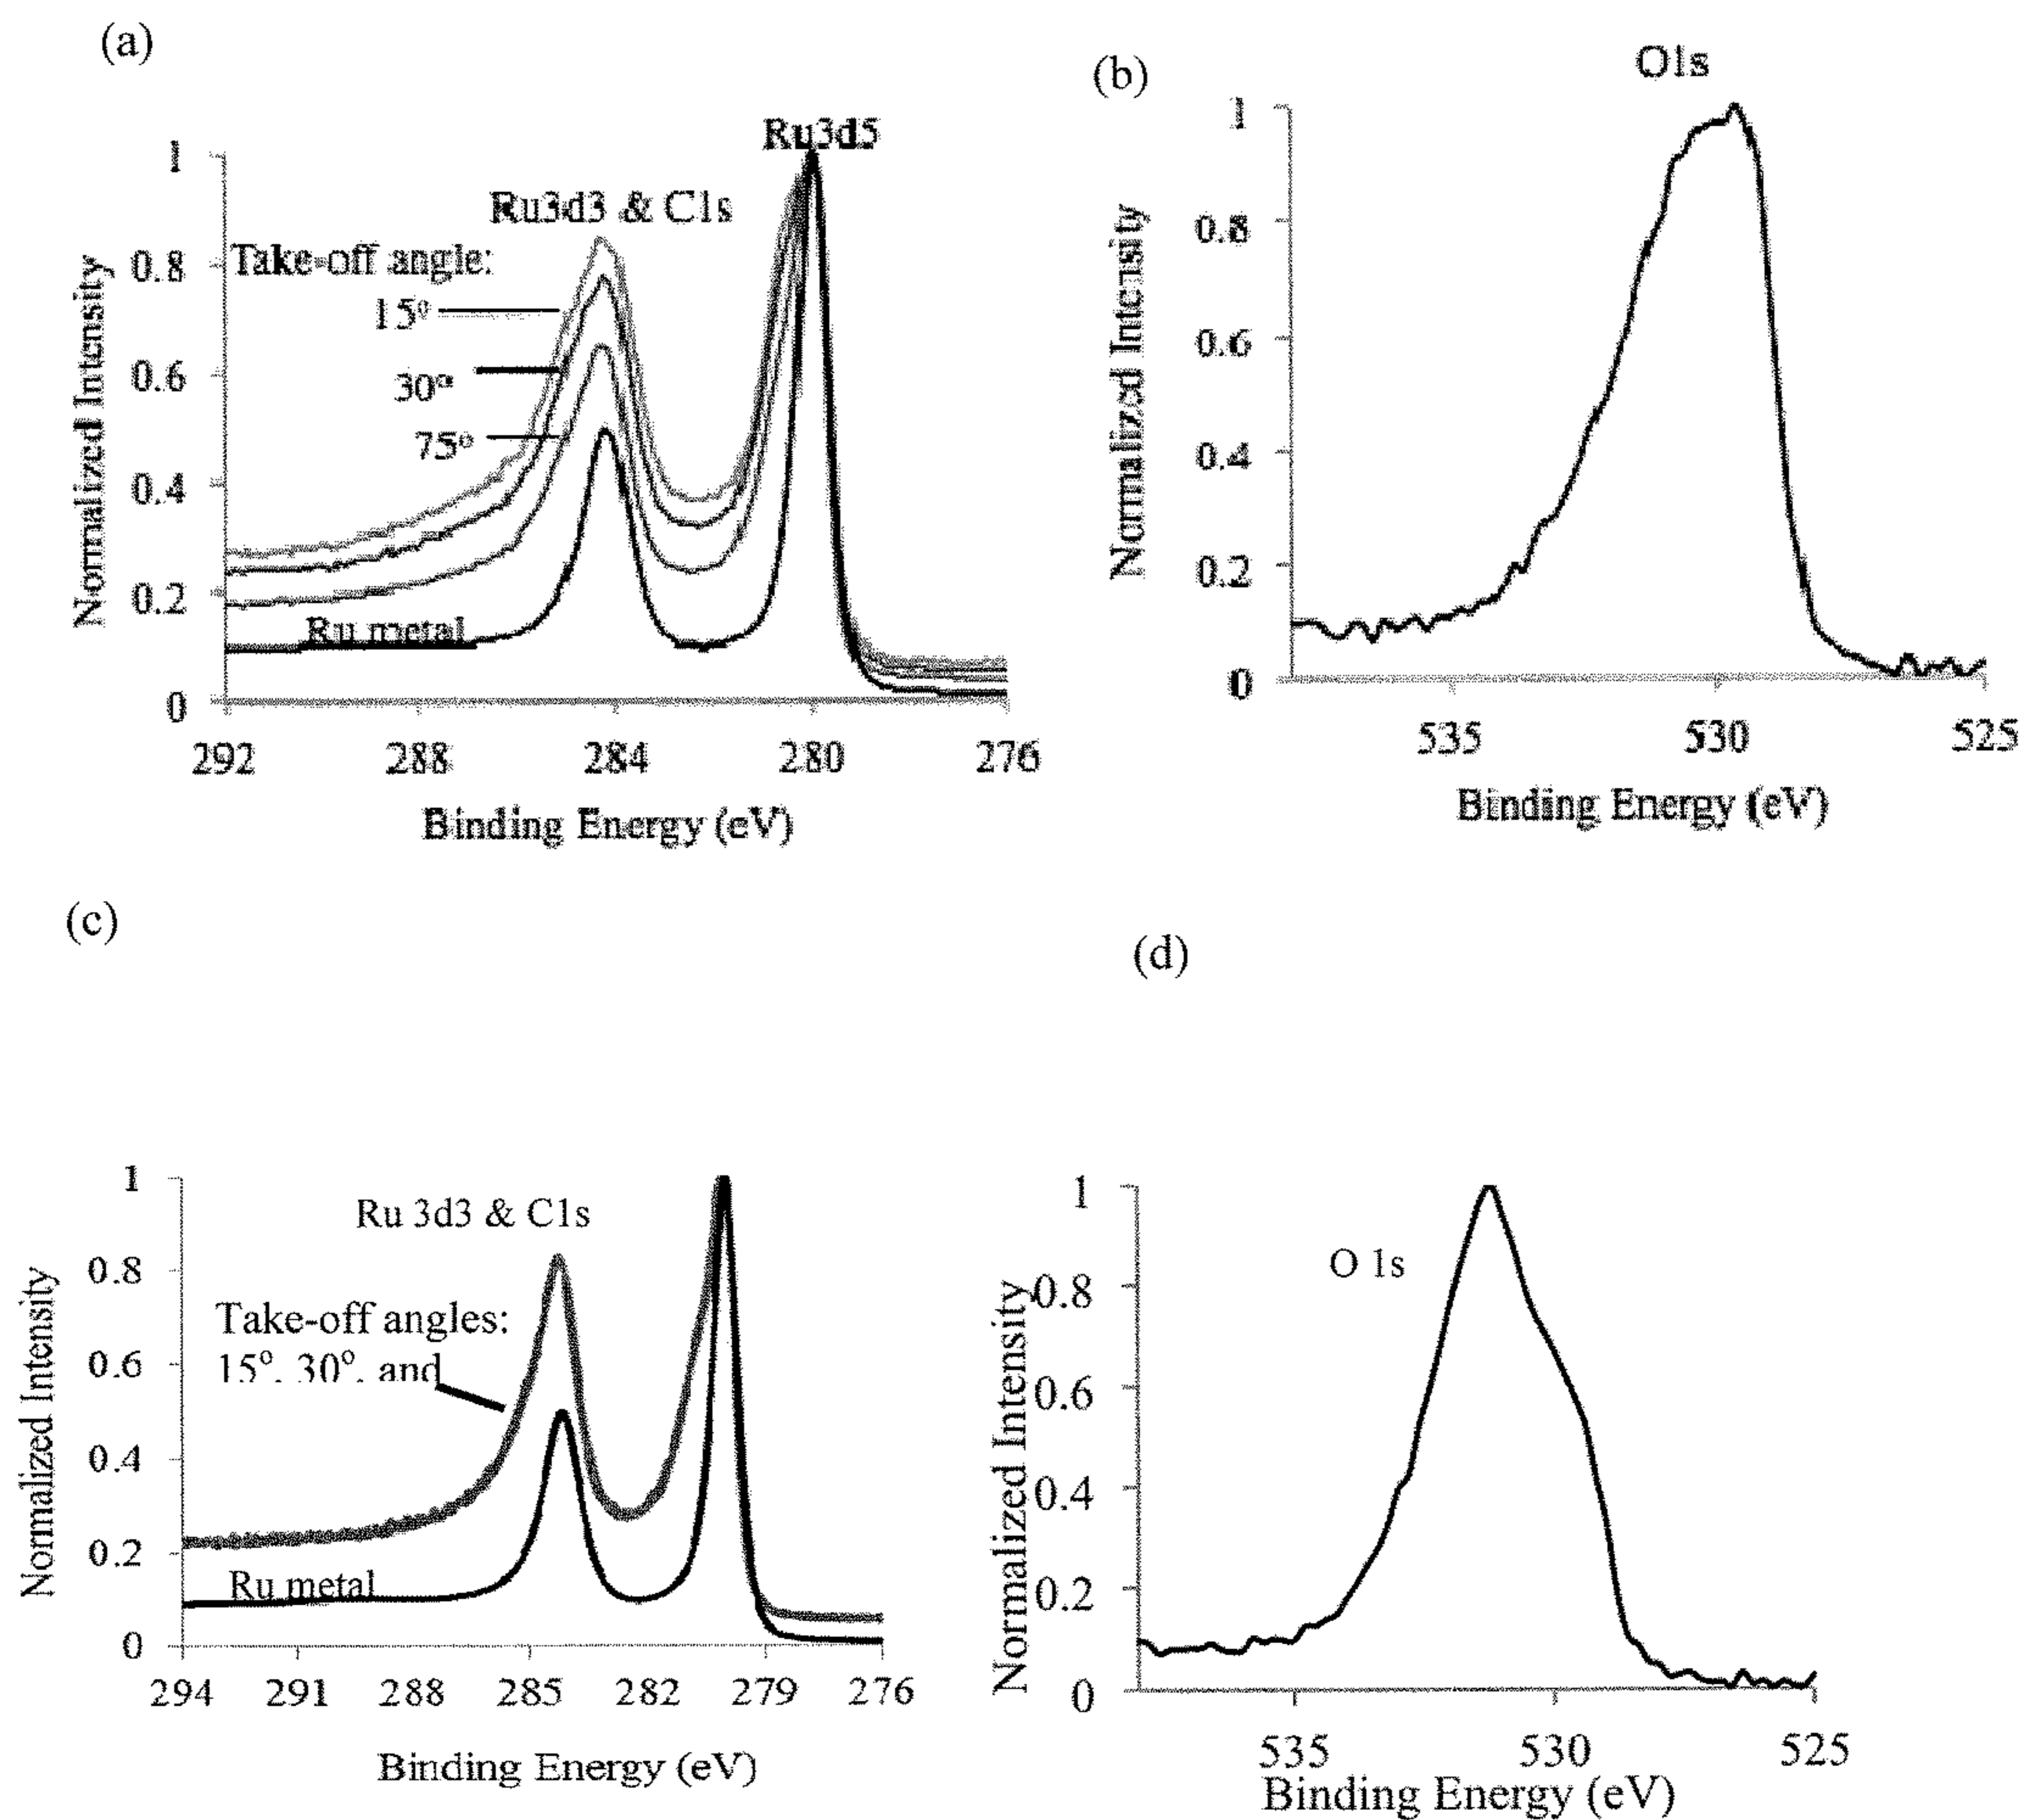 (a)
Ru3d5
Ru3d3 & C1s
Take-off angle:
15º
30º
75º
Ru metal
Normalized Intensity
1
0.8
0.6
0.4
0.2
0
292
288
284
280
276
Binding Energy (eV)
(b)
O1s
Normalized Intensity
1
0.8
0.6
0.4
0.2
0
535
530
525
Binding Energy (eV)
(c)
Ru 3d3 & C1s
Take-off angles:
15º, 30º, and
Ru metal
Normalized Intensity
1
0.8
0.6
0.4
0.2
0
294
291
288
285
282
279
276
Binding Energy (eV)
(d)
O 1s
Normalized Intensity
1
0.8
0.6
0.4
0.2
0
535
530
525
Binding Energy (eV)